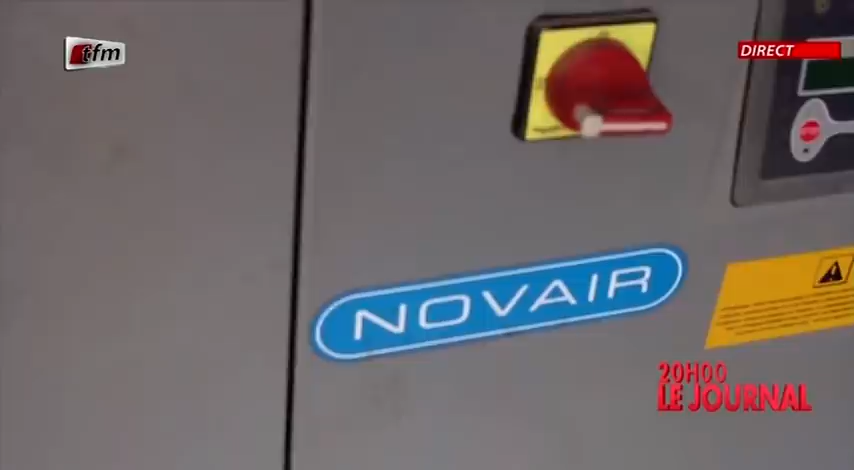 tfm
DIRECT
NOVAIR
20H00
LE JOURNAL